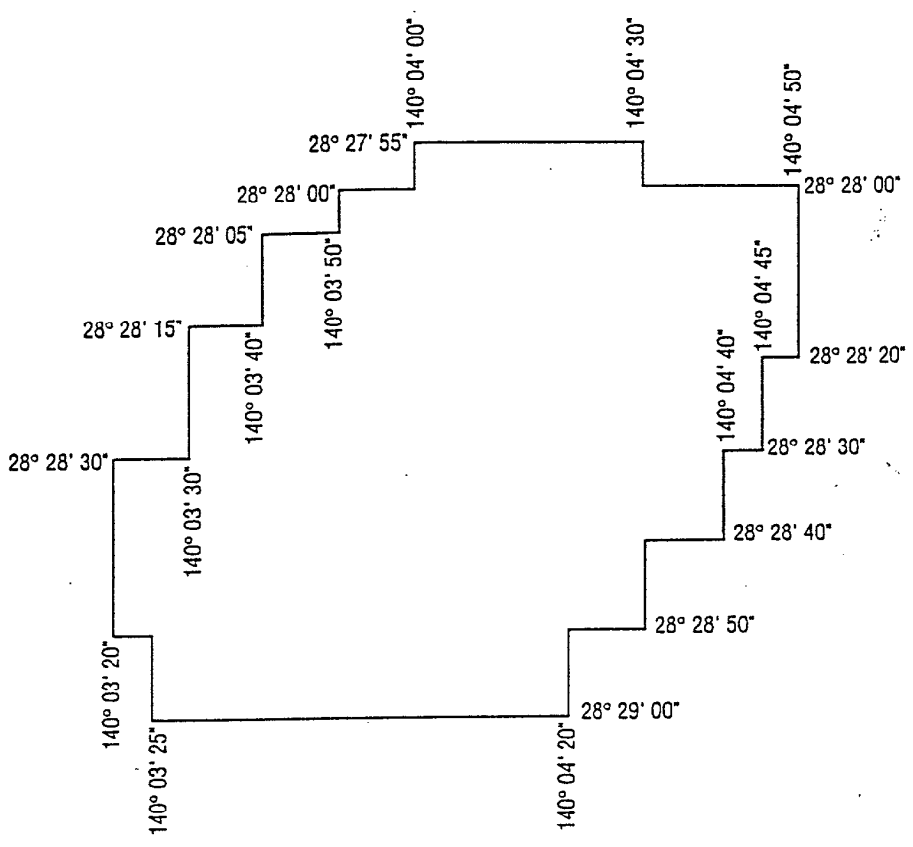 140° 04' 00"
140° 04' 30"
140° 04' 50"
28° 27' 55"
28° 28' 00"
28° 28' 00"
28° 28' 05"
140° 03' 50"
140° 04' 45"
28° 28' 15"
140° 03' 40"
140° 04' 40"
28° 28' 20"
28° 28' 30"
140° 03' 30"
28° 28' 30"
28° 28' 40"
28° 28' 50"
140° 03' 20"
28° 29' 00"
140° 03' 25"
140° 04' 20"